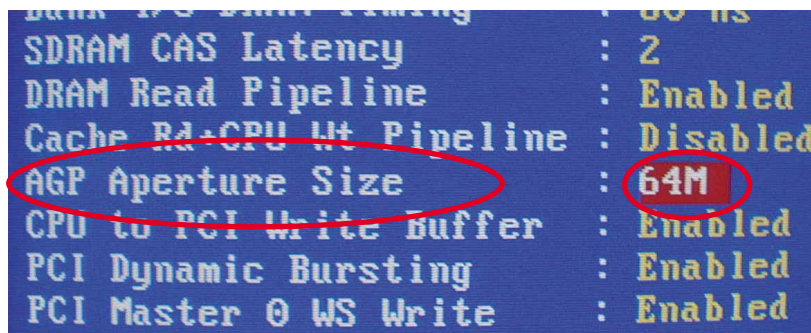 SDRAM CAS Latency : 2
DRAM Read Pipeline : Enabled
Cache Rd+CPU Wt Pipeline : Disabled
AGP Aperture Size : 64M
CPU to PCI Write Buffer : Enabled
PCI Dynamic Bursting : Enabled
PCI Master 0 WS Write : Enabled